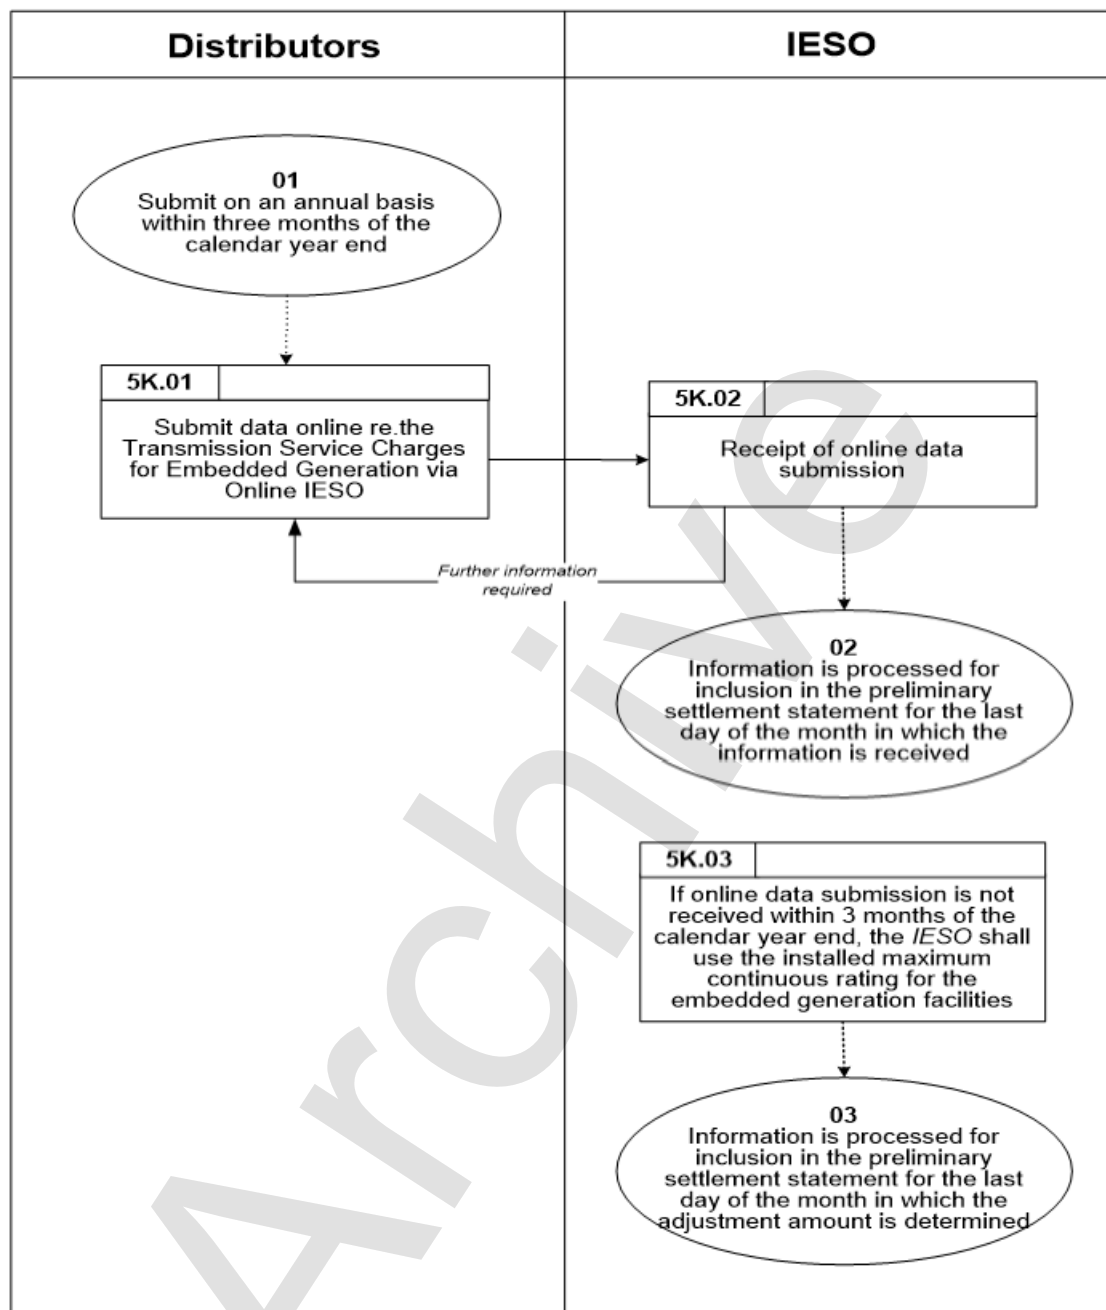 Distributors
IESO
01
Submit on an annual basis
within three months of the
calendar year end
5K.01
Submit data online re.the
Transmission Service Charges
for Embedded Generation via
Online IESO
5K.02
Receipt of online data
submission
Further information
required
02
Information is processed for
inclusion in the preliminary
settlement statement for the last
day of the month in which the
information is received
5K.03
If online data submission is not
received within 3 months of the
calendar year end, the IESO shall
use the installed maximum
continuous rating for the
embedded generation facilities
03
Information is processed for
inclusion in the preliminary
settlement statement for the last
day of the month in which the
adjustment amount is determined
Archive